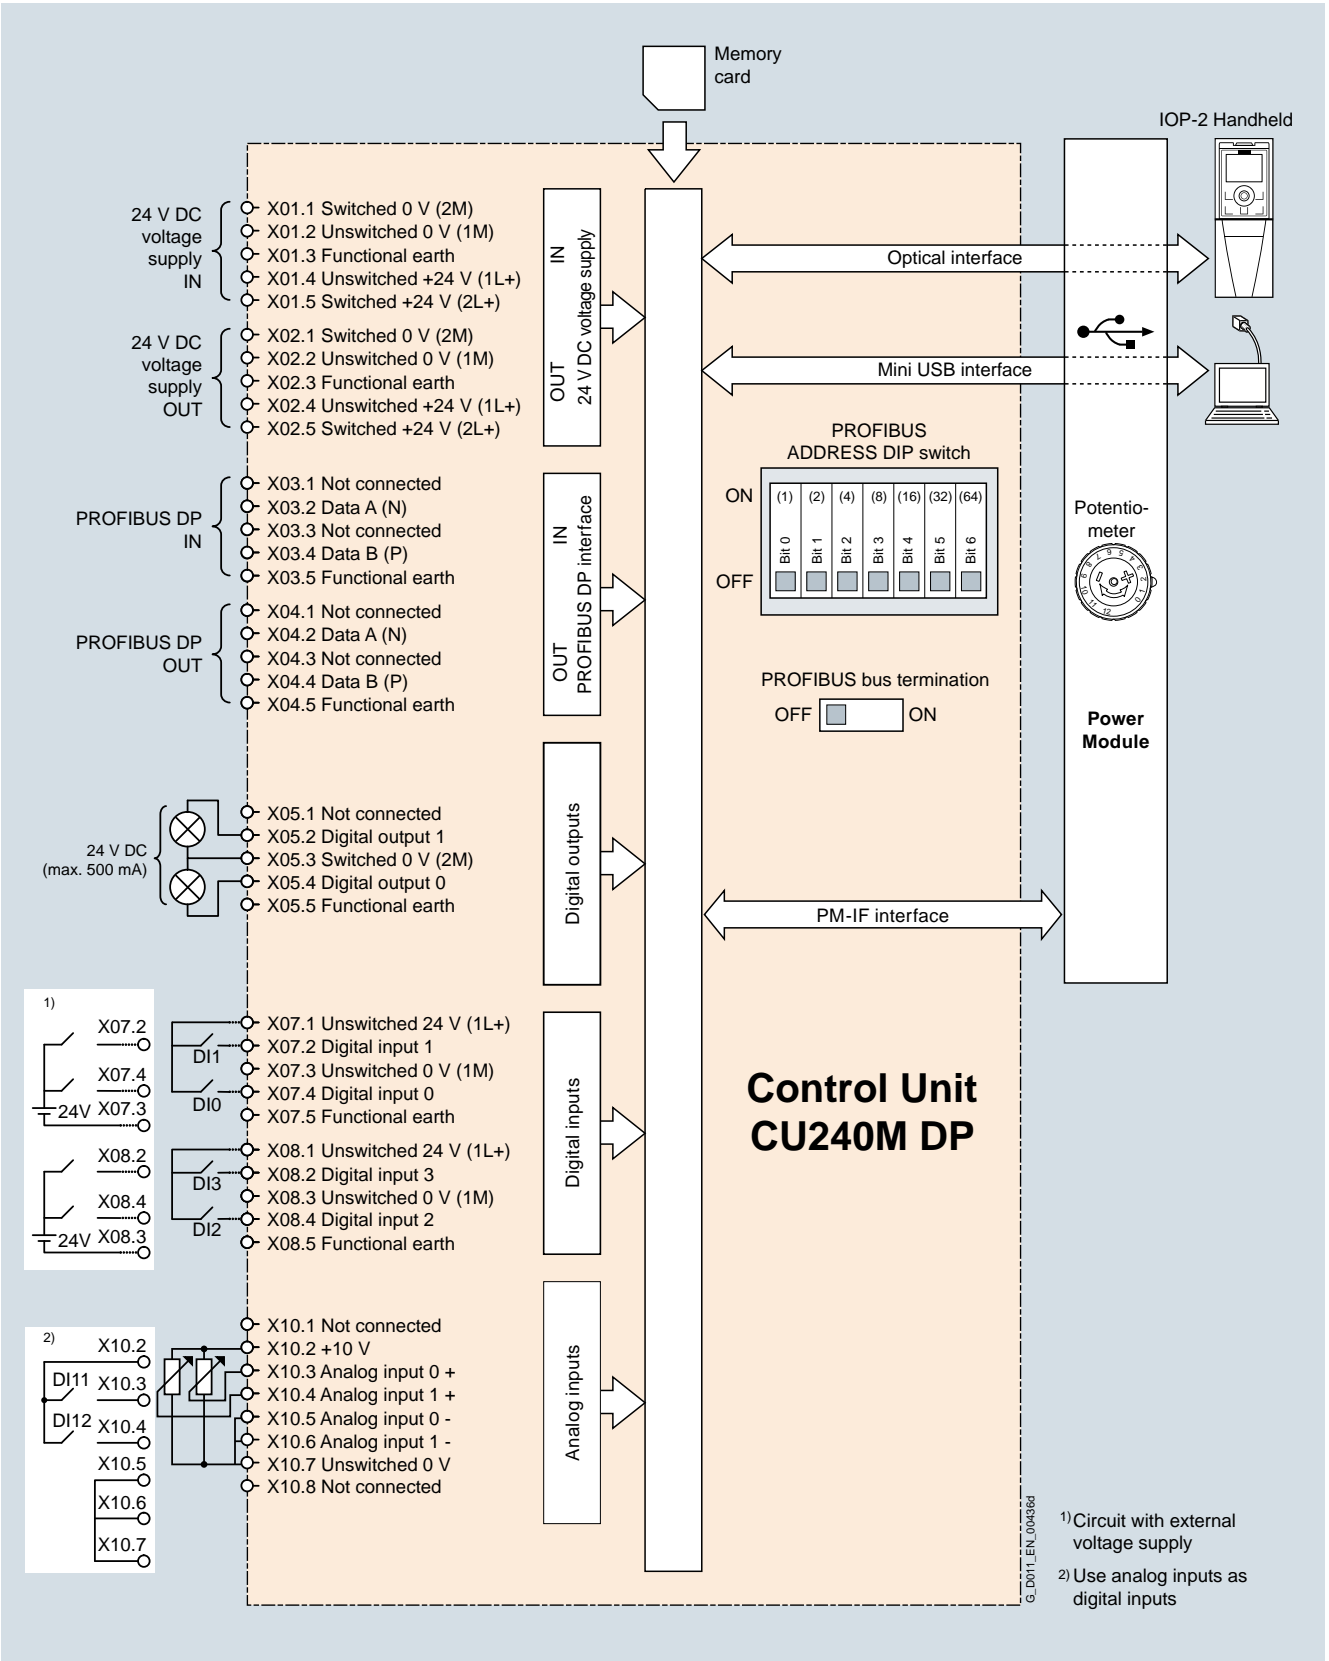 Memory
card
IOP-2 Handheld
24 V DC
voltage
supply
IN
X01.1 Switched 0 V (2M)
X01.2 Unswitched 0 V (1M)
X01.3 Functional earth
X01.4 Unswitched +24 V (1L+)
X01.5 Switched +24 V (2L+)
24 V DC
voltage
supply
OUT
X02.1 Switched 0 V (2M)
X02.2 Unswitched 0 V (1M)
X02.3 Functional earth
X02.4 Unswitched +24 V (1L+)
X02.5 Switched +24 V (2L+)
OUT IN
24 V DC voltage supply
Optical interface
Mini USB interface
PROFIBUS
ADDRESS DIP switch
ON
(1) (2) (4) (8) (16) (32) (64)
Bit 0 Bit 1 Bit 2 Bit 3 Bit 4 Bit 5 Bit 6
OFF
PROFIBUS DP
IN
X03.1 Not connected
X03.2 Data A (N)
X03.3 Not connected
X03.4 Data B (P)
X03.5 Functional earth
PROFIBUS DP
OUT
X04.1 Not connected
X04.2 Data A (N)
X04.3 Not connected
X04.4 Data B (P)
X04.5 Functional earth
OUT IN
PROFIBUS DP interface
Potentio-
meter
0 1 2 3 4 5 6 7 8 9 10 11 12
PROFIBUS bus termination
OFF ON
Power
Module
24 V DC
(max. 500 mA)
X05.1 Not connected
X05.2 Digital output 1
X05.3 Switched 0 V (2M)
X05.4 Digital output 0
X05.5 Functional earth
Digital outputs
PM-IF interface
1)
X07.2
X07.4
24V X07.3
X08.2
X08.4
24V X08.3
DI1
DI0
DI3
DI2
X07.1 Unswitched 24 V (1L+)
X07.2 Digital input 1
X07.3 Unswitched 0 V (1M)
X07.4 Digital input 0
X07.5 Functional earth
X08.1 Unswitched 24 V (1L+)
X08.2 Digital input 3
X08.3 Unswitched 0 V (1M)
X08.4 Digital input 2
X08.5 Functional earth
Digital inputs
Control Unit
CU240M DP
2)
X10.2
DI11 X10.3
DI12 X10.4
X10.5
X10.6
X10.7
X10.1 Not connected
X10.2 +10 V
X10.3 Analog input 0 +
X10.4 Analog input 1 +
X10.5 Analog input 0 -
X10.6 Analog input 1 -
X10.7 Unswitched 0 V
X10.8 Not connected
Analog inputs
G_D011_EN_00436d
1) Circuit with external
voltage supply
2) Use analog inputs as
digital inputs